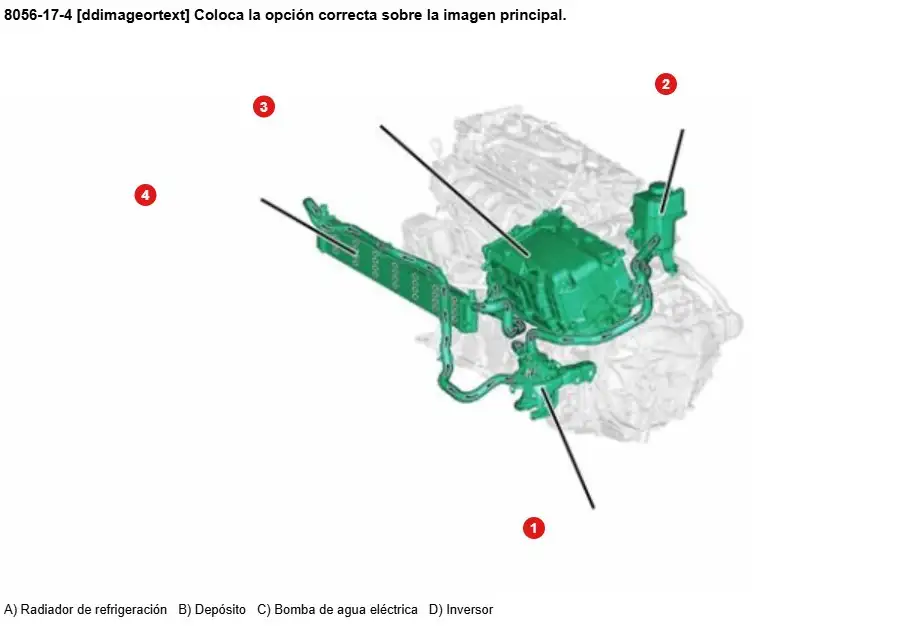 8056-17-4 [ddimageortext] Coloca la opción correcta sobre la imagen principal.
2
3
4
1
A) Radiador de refrigeración B) Depósito C) Bomba de agua eléctrica D) Inversor